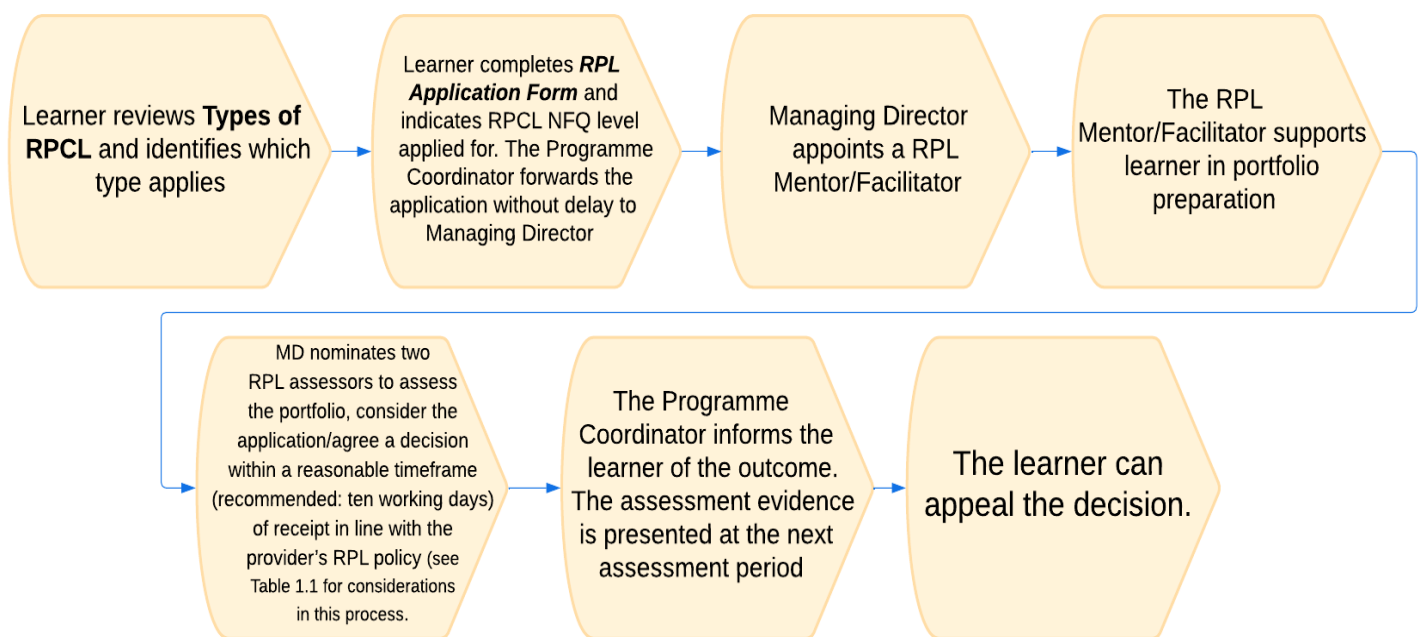 Learner reviews Types of
RPCL and identifies which
type applies
Learner completes RPL
Application Form and
indicates RPCL NFQ level
applied for. The Programme
Coordinator forwards the
application without delay to
Managing Director
Managing Director
appoints a RPL
Mentor/Facilitator
The RPL
Mentor/Facilitator supports
learner in portfolio
preparation
MD nominates two
RPL assessors to assess
the portfolio, consider the
application/agree a decision
within a reasonable timeframe
(recommended: ten working days)
of receipt in line with the
provider's RPL policy (see
Table 1.1 for considerations
in this process.
The Programme
Coordinator informs the
learner of the outcome.
The assessment evidence
is presented at the next
assessment period
The learner can
appeal the decision.